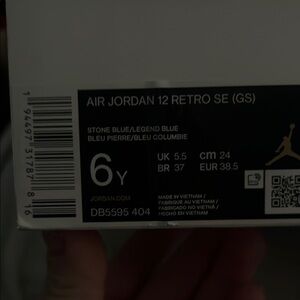 AIR JORDAN 12 RETRO SE (GS)
STONE BLUE/LEGEND BLUE
BLEU PIERRE/BLEU COLUMBIE
6Y
UK 5.5 cm 24
BR 37 EUR 38.5
JORDAN.COM
DB5595 404
MADE IN VIETNAM /
FABRIQUÉ AU VIETNAM /
FABRICADO NO VIETNÃ /
HECHO EN VIETNAM